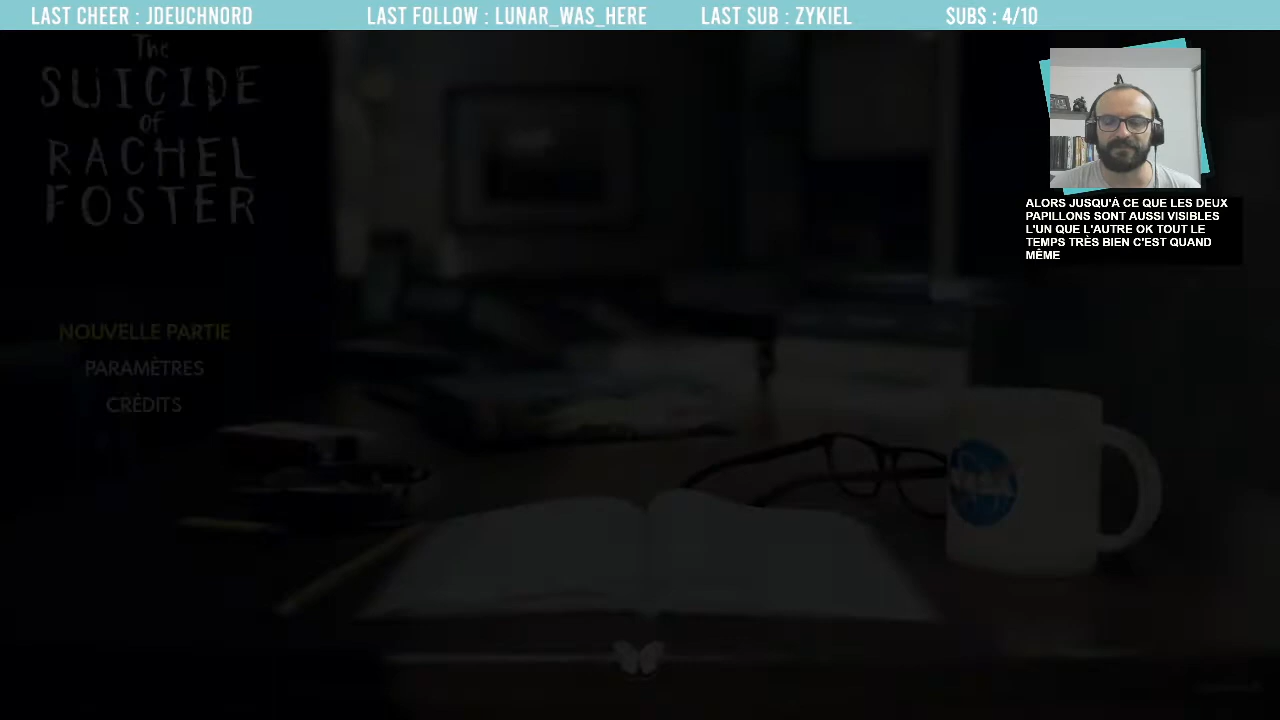 LAST CHEER : JDEUCHNORD
LAST FOLLOW : LUNAR_WAS_HERE
LAST SUB : ZYKIEL
SUBS : 4/10
The
SUICIDE
of
RACHEL
FOSTER
NOUVELLE PARTIE
PARAMÈTRES
CRÉDITS
ALORS JUSQU'À CE QUE LES DEUX
PAPILLONS SONT AUSSI VISIBLES
L'UN QUE L'AUTRE OK TOUT LE
TEMPS TRÈS BIEN C'EST QUAND
MÊME